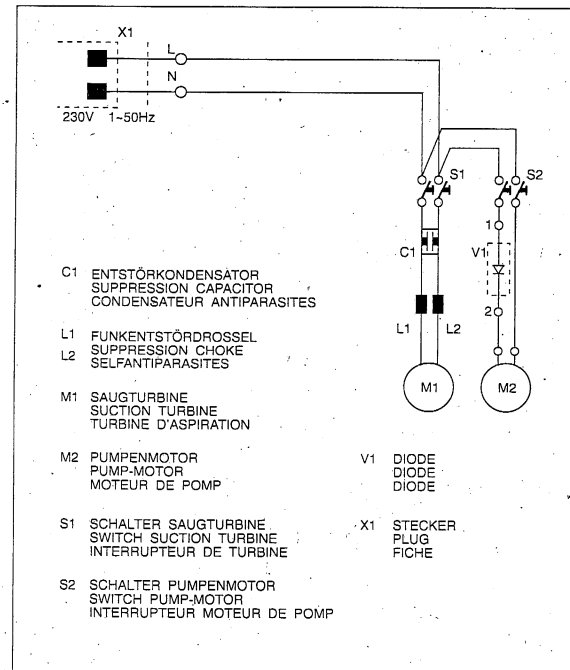 X1
L
N
230V 1~50Hz
S1
S2
1
C1
V1
2
L1
L2
M1
M2
C1 ENTSTÖRKONDENSATOR
SUPPRESSION CAPACITOR
CONDENSATEUR ANTIPARASITES
L1 FUNKENTSTÖRDROSSEL
L2 SUPPRESSION CHOKE
SELFANTIPARASITES
M1 SAUGTURBINE
SUCTION TURBINE
TURBINE D'ASPIRATION
M2 PUMPENMOTOR
PUMP-MOTOR
MOTEUR DE POMP
V1 DIODE
DIODE
DIODE
S1 SCHALTER SAUGTURBINE
SWITCH SUCTION TURBINE
INTERRUPTEUR DE TURBINE
X1 STECKER
PLUG
FICHE
S2 SCHALTER PUMPENMOTOR
SWITCH PUMP-MOTOR
INTERRUPTEUR MOTEUR DE POMP